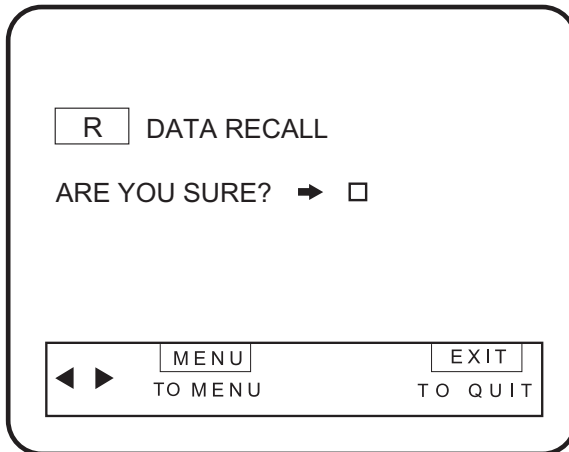 R DATA RECALL
ARE YOU SURE?
MENU EXIT
TO MENU TO QUIT